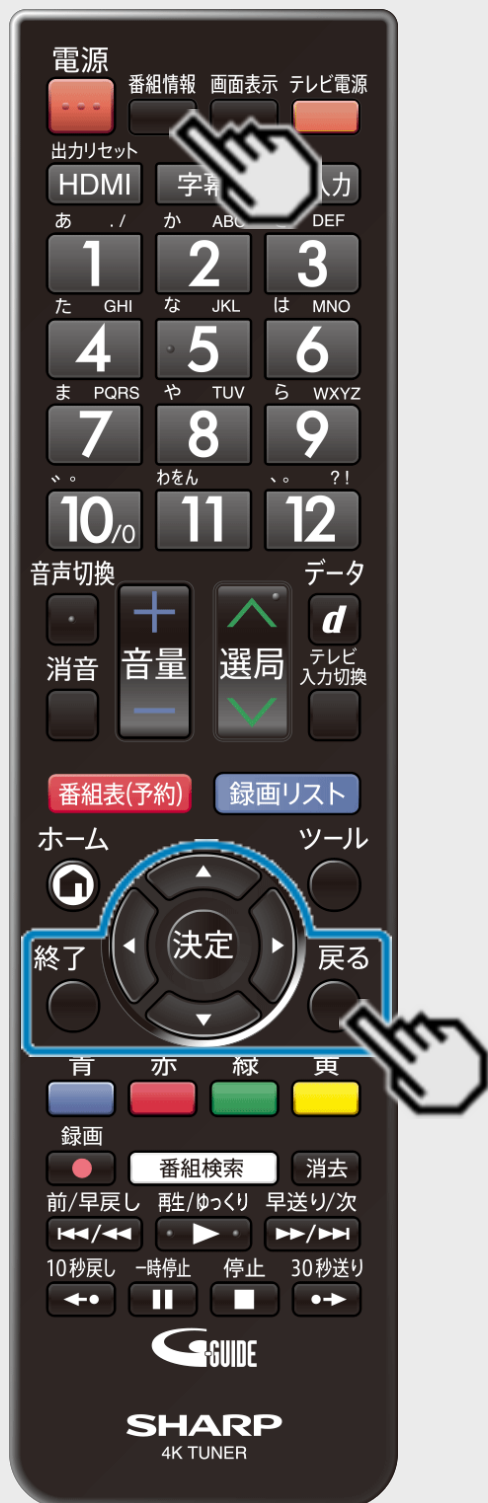 電源
番組情報 画面表示 テレビ電源
出力リセット
HDMI 字幕 入力
あ ./ か ABC DEF
1 2 3
た GHI な JKL は MNO
4 5 6
ま PQRS や TUV ら WXYZ
7 8 9
゛゜ わをん 、。 ?!
10/0 11 12
音声切換 データ
d
消音 音量 選局 テレビ
入力切換
番組表(予約) 録画リスト
ホーム ツール
決定
終了 戻る
青 赤 緑 黄
録画
番組検索 消去
前/早戻し 再生/ゆっくり 早送り/次
10秒戻し 一時停止 停止 30秒送り
G-GUIDE
SHARP
4K TUNER